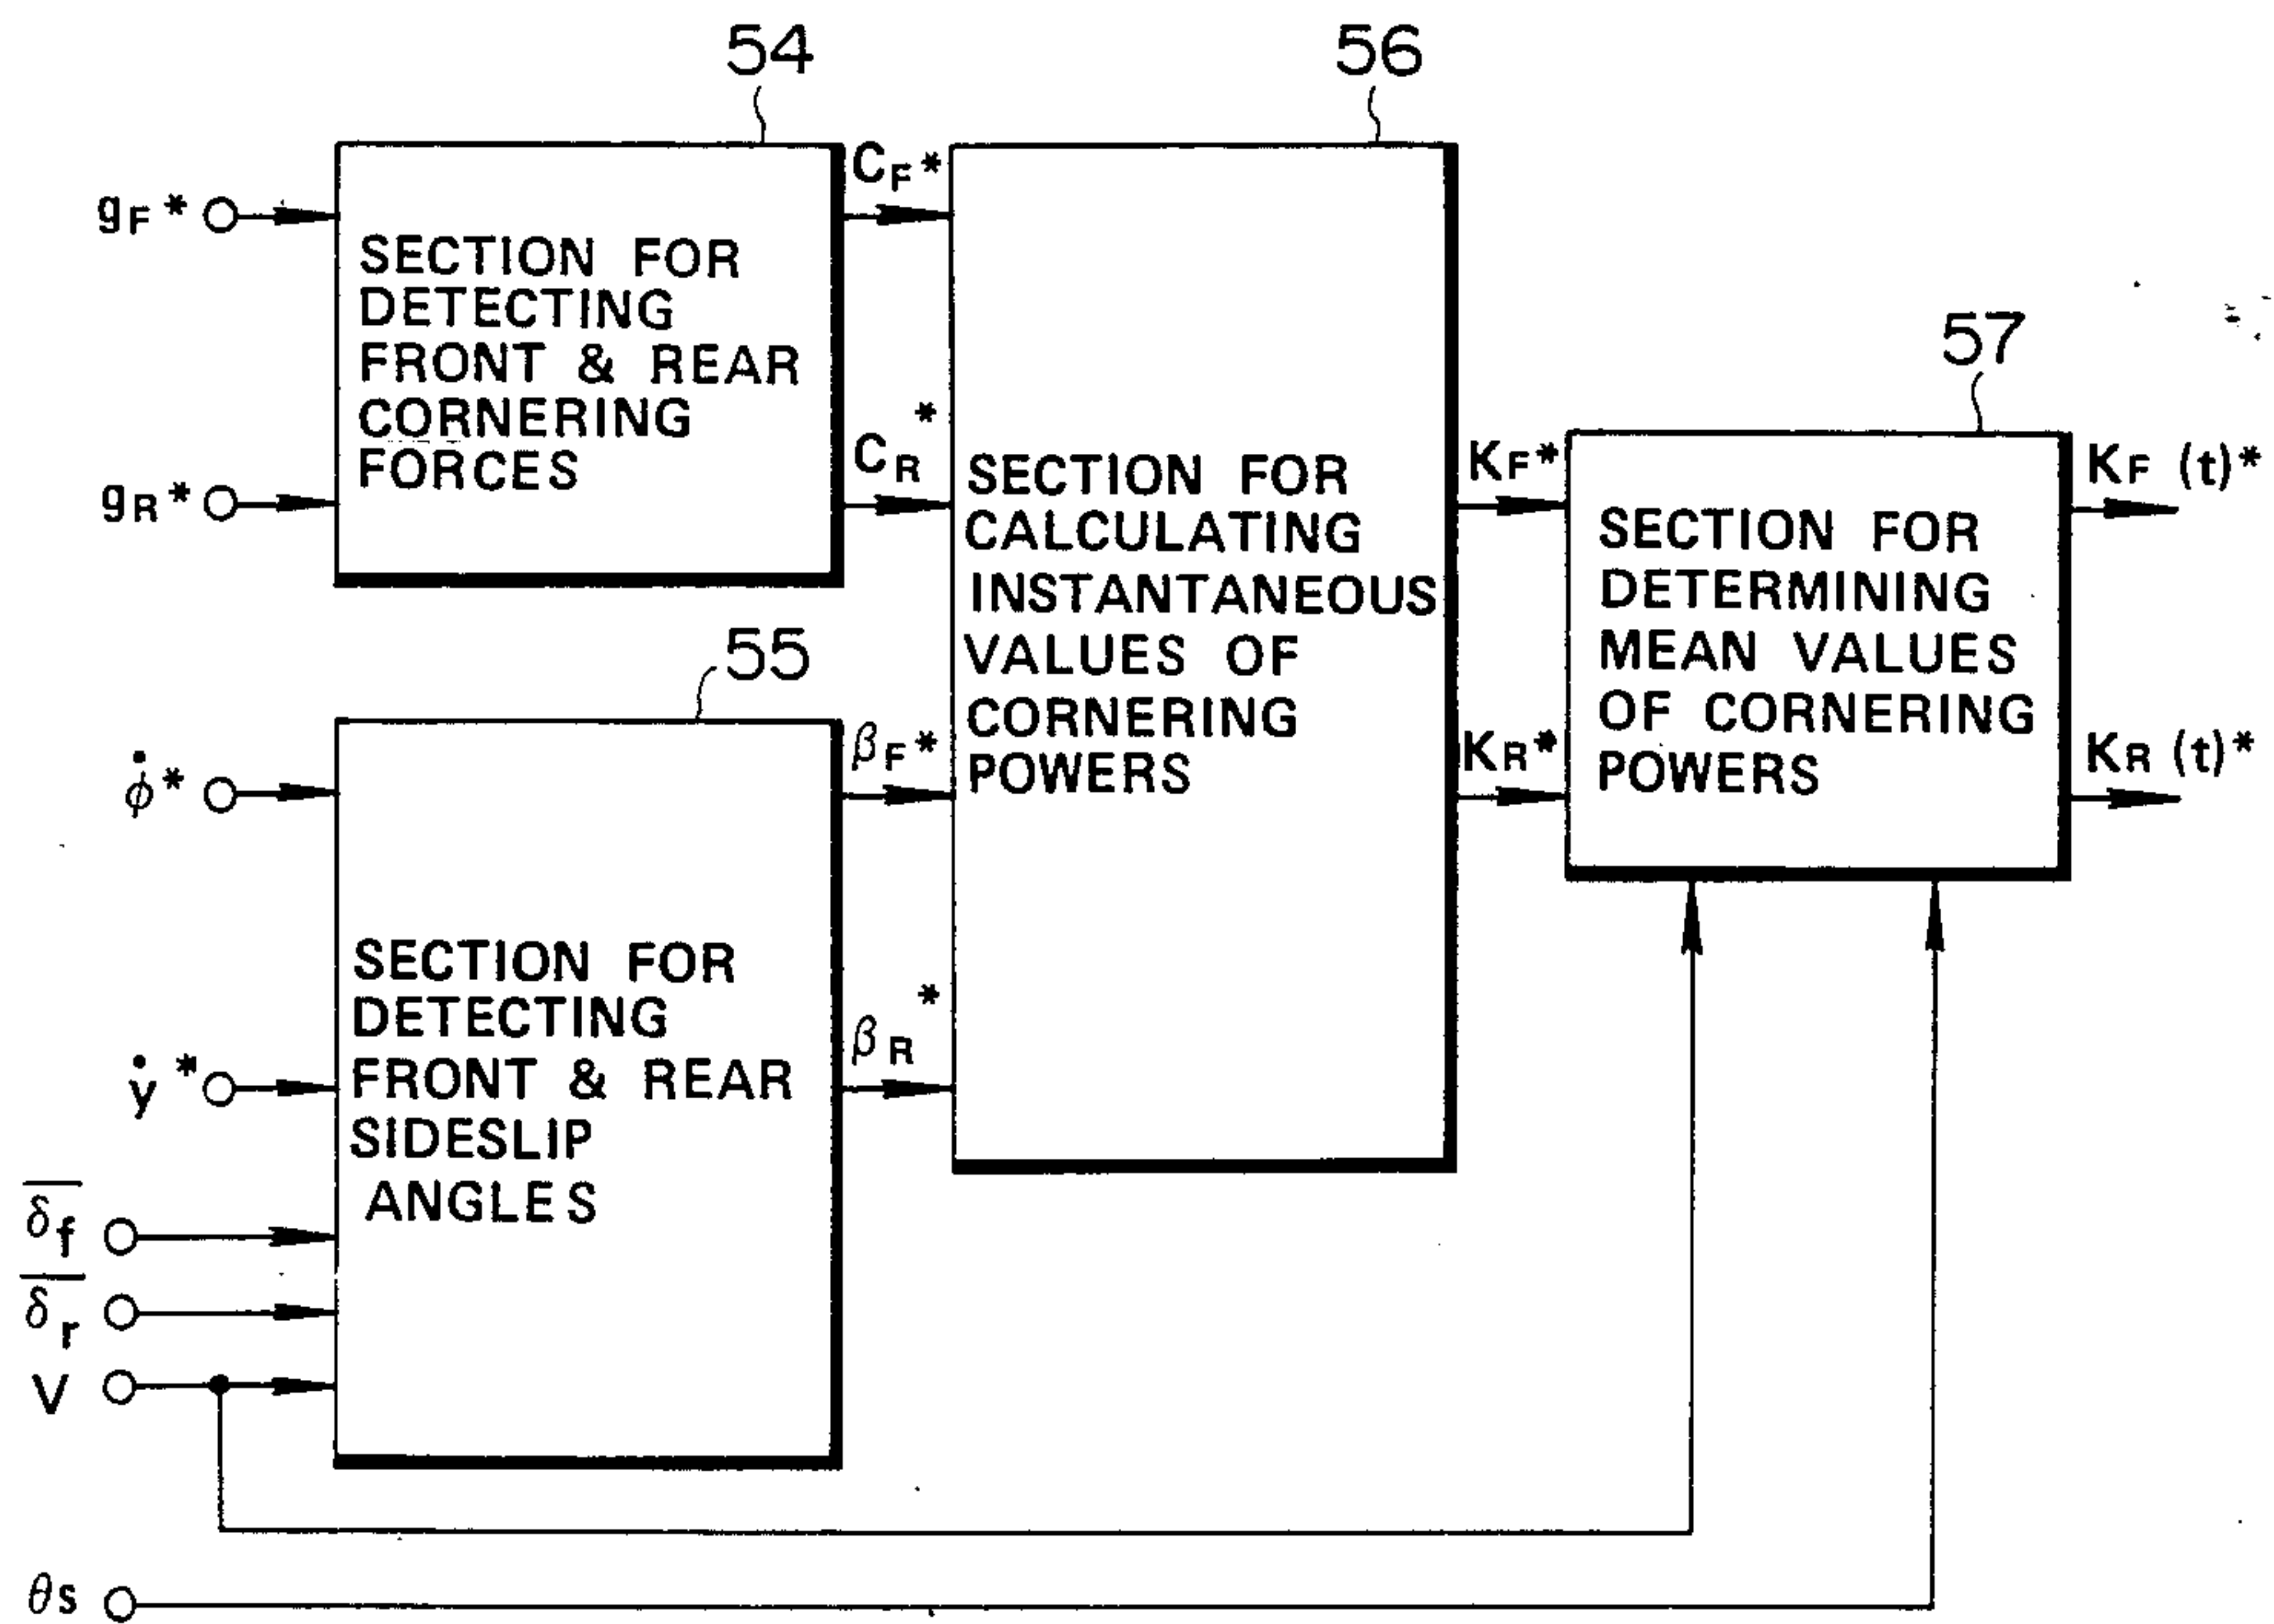 54
56
57
55
gF*
gR*
SECTION FOR
DETECTING
FRONT & REAR
CORNERING
FORCES
CF*
CR*
SECTION FOR
CALCULATING
INSTANTANEOUS
VALUES OF
CORNERING
POWERS
KF*
KR*
SECTION FOR
DETERMINING
MEAN VALUES
OF CORNERING
POWERS
KF (t)*
KR (t)*
φ̇*
ẏ*
δ̅f̅
δ̅r̅
V
θs
SECTION FOR
DETECTING
FRONT & REAR
SIDESLIP
ANGLES
βF*
βR*